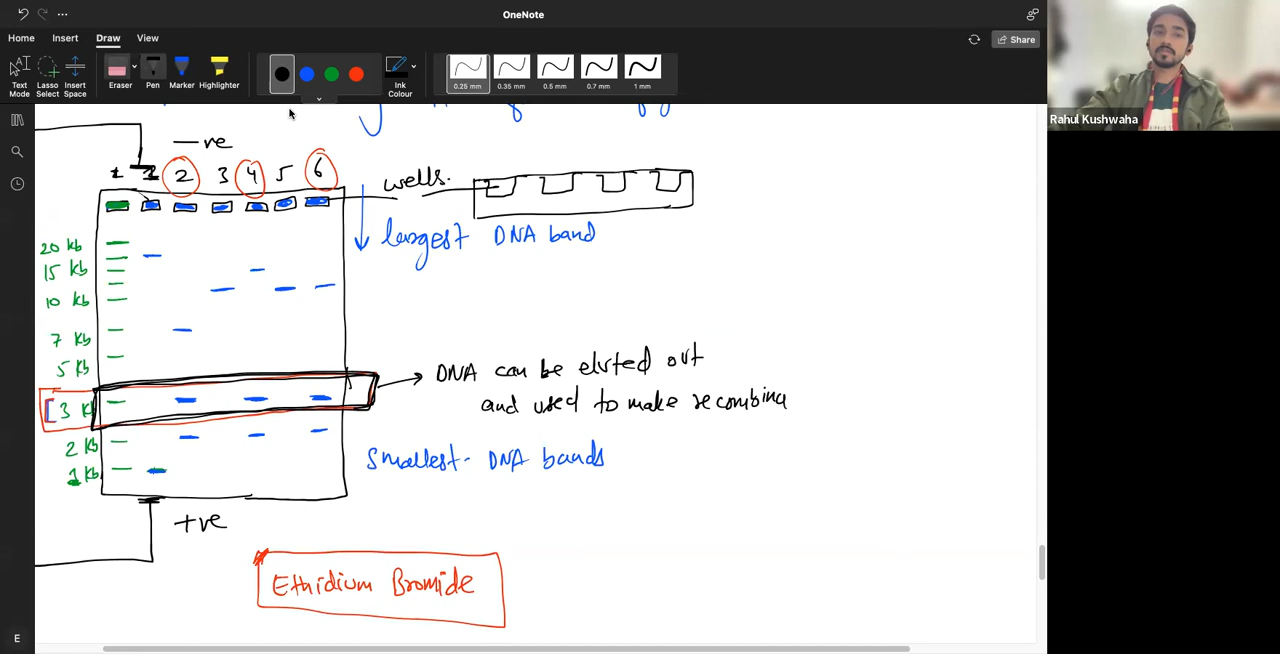 OneNote
Home Insert Draw View
Share
Text Mode
Lasso Select
Insert Space
Eraser
Pen
Marker
Highlighter
Ink Colour
0.25 mm
0.35 mm
0.5 mm
0.7 mm
1 mm
Rahul Kushwaha
-ve
2 3 4 5 6
wells.
20 kb
largest DNA band
15 kb
10 kb
7 kb
5 kb
DNA can be eluted out
and used to make recombina
3 kb
2 kb
Smallest- DNA bands
1 kb
+ve
Ethidium Bromide
E